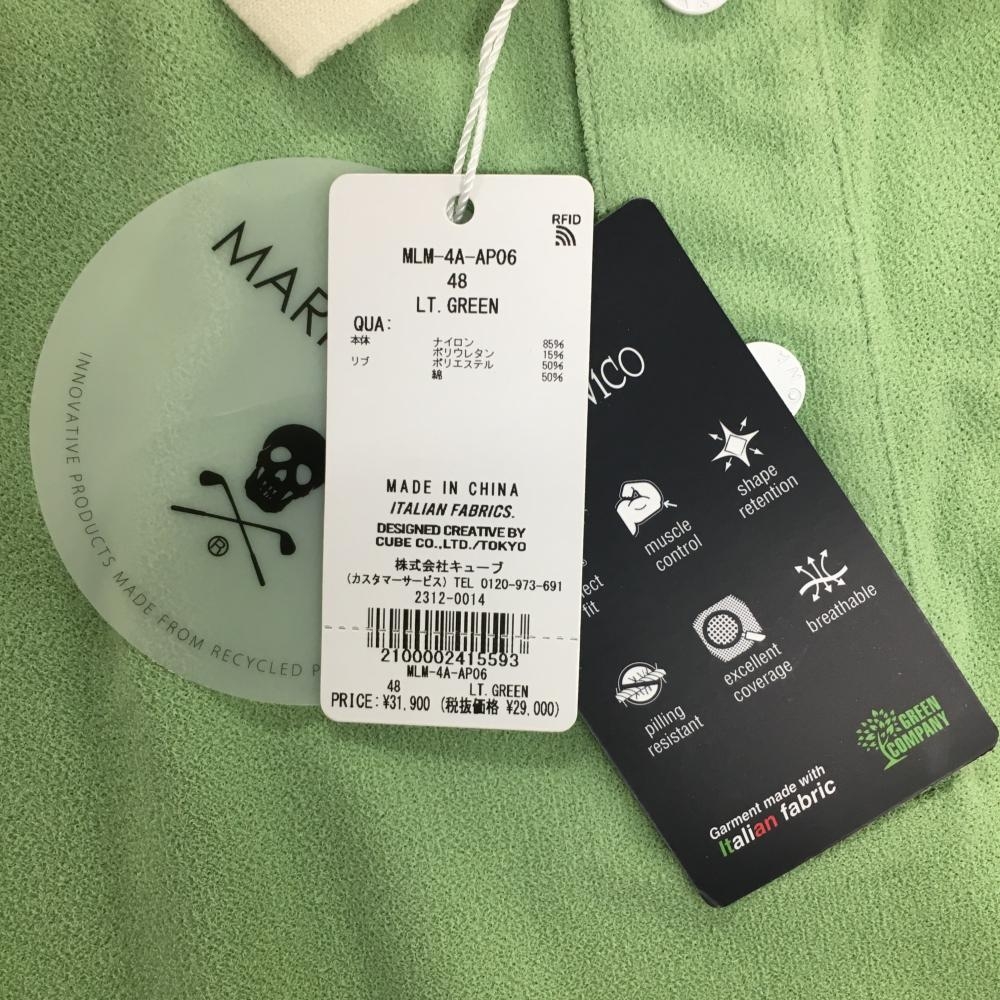 MAR
INNOVATIVE PRODUCTS MADE FROM RECYCLED P
®
RFID
MLM-4A-AP06
48
LT. GREEN
QUA:
本体 ナイロン 85%
ポリウレタン 15%
リブ ポリエステル 50%
綿 50%
MADE IN CHINA
ITALIAN FABRICS.
DESIGNED CREATIVE BY
CUBE CO.,LTD./TOKYO
株式会社キューブ
(カスタマーサービス) TEL 0120-973-691
2312-0014
2100002415593
MLM-4A-AP06
48 LT. GREEN
PRICE: ¥31,900 (税抜価格 ¥29,000)
VICO
shape
retention
muscle
control
ect
fit
breathable
excellent
coverage
pilling
resistant
GREEN
COMPANY
Garment made with
Italian fabric